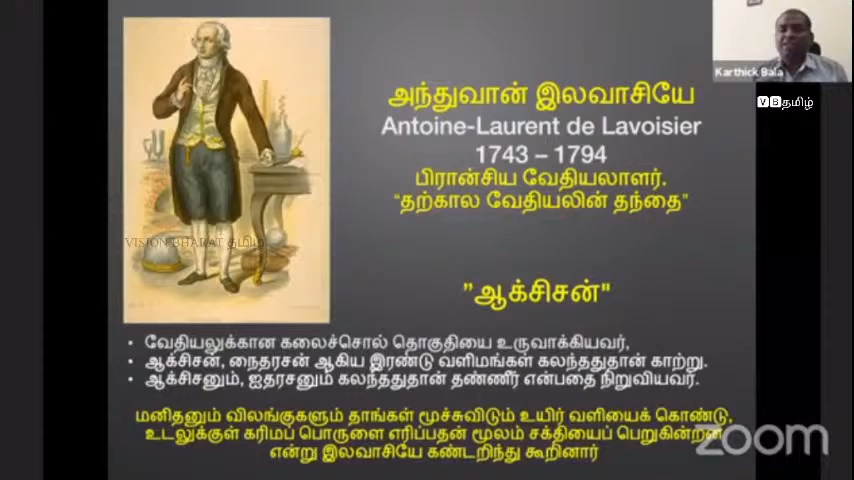 Karthick Bala
VBதமிழ்
அந்துவான் இலவாசியே
Antoine-Laurent de Lavoisier
1743 – 1794
பிரான்சிய வேதியலாளர்.
“தற்கால வேதியலின் தந்தை”
VISION BHARAT தமிழ்
”ஆக்சிசன்"
• வேதியலுக்கான கலைச்சொல் தொகுதியை உருவாக்கியவர்,
• ஆக்சிசன், நைதரசன் ஆகிய இரண்டு வளிமங்கள் கலந்ததுதான் காற்று.
• ஆக்சிசனும், ஐதரசனும் கலந்ததுதான் தண்ணீர் என்பதை நிறுவியவர்.
மனிதனும் விலங்குகளும் தாங்கள் மூச்சுவிடும் உயிர் வளியைக் கொண்டு,
உடலுக்குள் கரிமப் பொருளை எரிப்பதன் மூலம் சக்தியைப் பெறுகின்றன
என்று இலவாசியே கண்டறிந்து கூறினார்
zoom